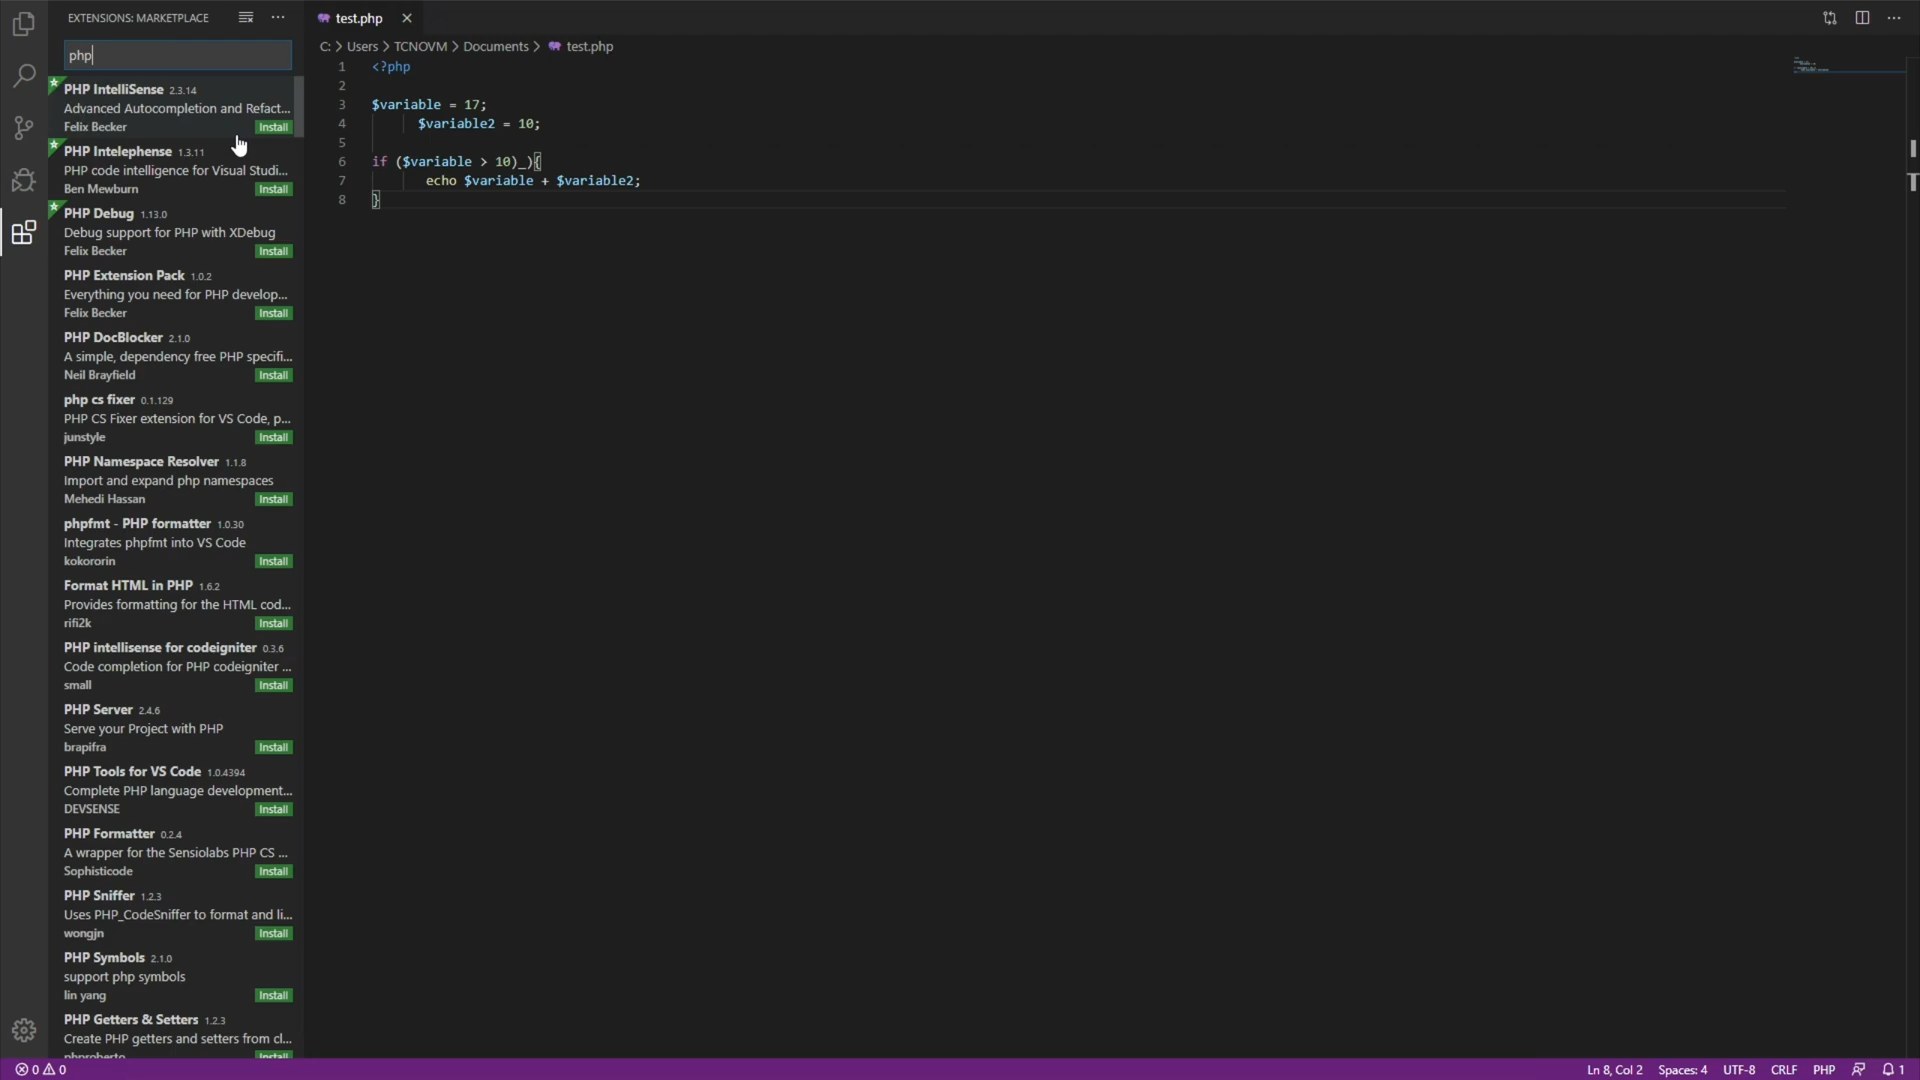 EXTENSIONS: MARKETPLACE
php
PHP IntelliSense 2.3.14
Advanced Autocompletion and Refact...
Felix Becker Install
PHP Intelephense 1.3.11
PHP code intelligence for Visual Studi...
Ben Mewburn Install
PHP Debug 1.13.0
Debug support for PHP with XDebug
Felix Becker Install
PHP Extension Pack 1.0.2
Everything you need for PHP develop...
Felix Becker Install
PHP DocBlocker 2.1.0
A simple, dependency free PHP specifi...
Neil Brayfield Install
php cs fixer 0.1.129
PHP CS Fixer extension for VS Code, p...
junstyle Install
PHP Namespace Resolver 1.1.8
Import and expand php namespaces
Mehedi Hassan Install
phpfmt - PHP formatter 1.0.30
Integrates phpfmt into VS Code
kokororin Install
Format HTML in PHP 1.6.2
Provides formatting for the HTML cod...
rifi2k Install
PHP intellisense for codeigniter 0.3.6
Code completion for PHP codeigniter ...
small Install
PHP Server 2.4.6
Serve your Project with PHP
brapifra Install
PHP Tools for VS Code 1.0.4394
Complete PHP language development...
DEVSENSE Install
PHP Formatter 0.2.4
A wrapper for the Sensiolabs PHP CS ...
Sophisticode Install
PHP Sniffer 1.2.3
Uses PHP_CodeSniffer to format and li...
wongjn Install
PHP Symbols 2.1.0
support php symbols
lin yang Install
PHP Getters & Setters 1.2.3
Create PHP getters and setters from cl...
phproberto Install
test.php
C: > Users > TCNOVM > Documents > test.php
1 <?php
2
3 $variable = 17;
4 $variable2 = 10;
5
6 if ($variable > 10)_){
7 echo $variable + $variable2;
8 }
0 0
Ln 8, Col 2 Spaces: 4 UTF-8 CRLF PHP 1